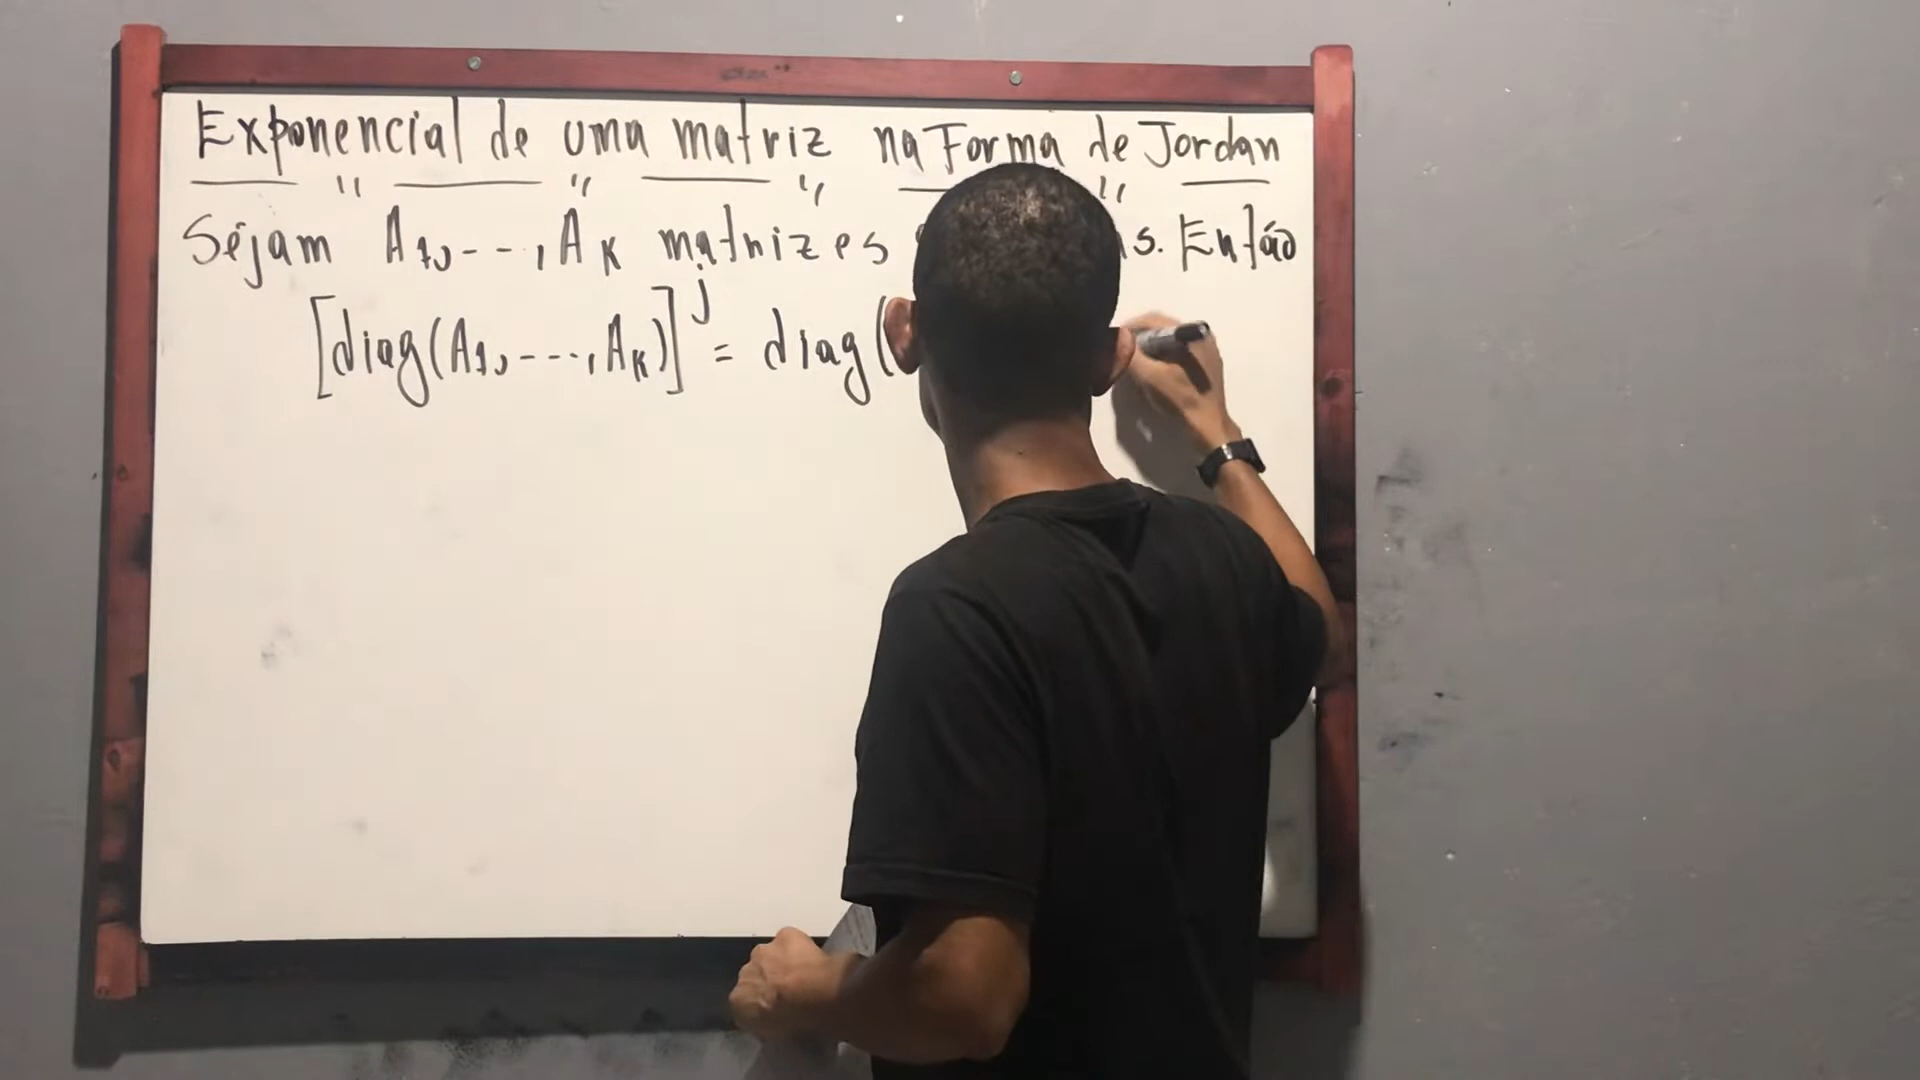 Exponencial de uma matriz na Forma de Jordan
Sejam A1, - - -, AK matrizes s. Então
[diag(A1, - - - , AK)]^j = diag(